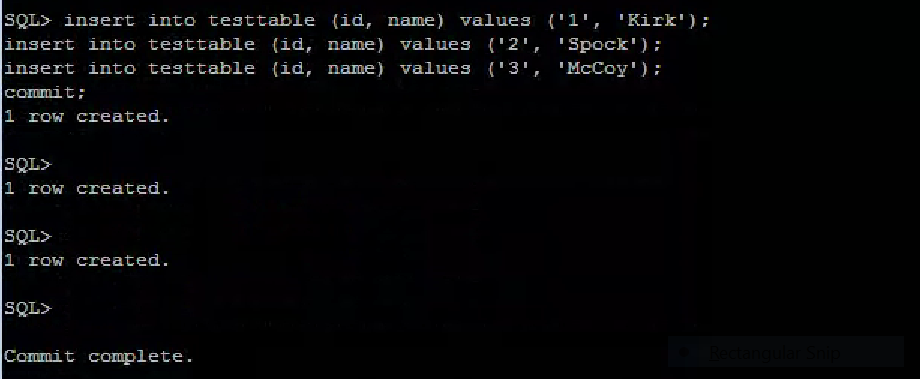 SQL> insert into testtable (id, name) values ('1', 'Kirk');
insert into testtable (id, name) values ('2', 'Spock');
insert into testtable (id, name) values ('3', 'McCoy');
commit;
1 row created.
SQL>
1 row created.
SQL>
1 row created.
SQL>
Commit complete.
Rectangular Snip